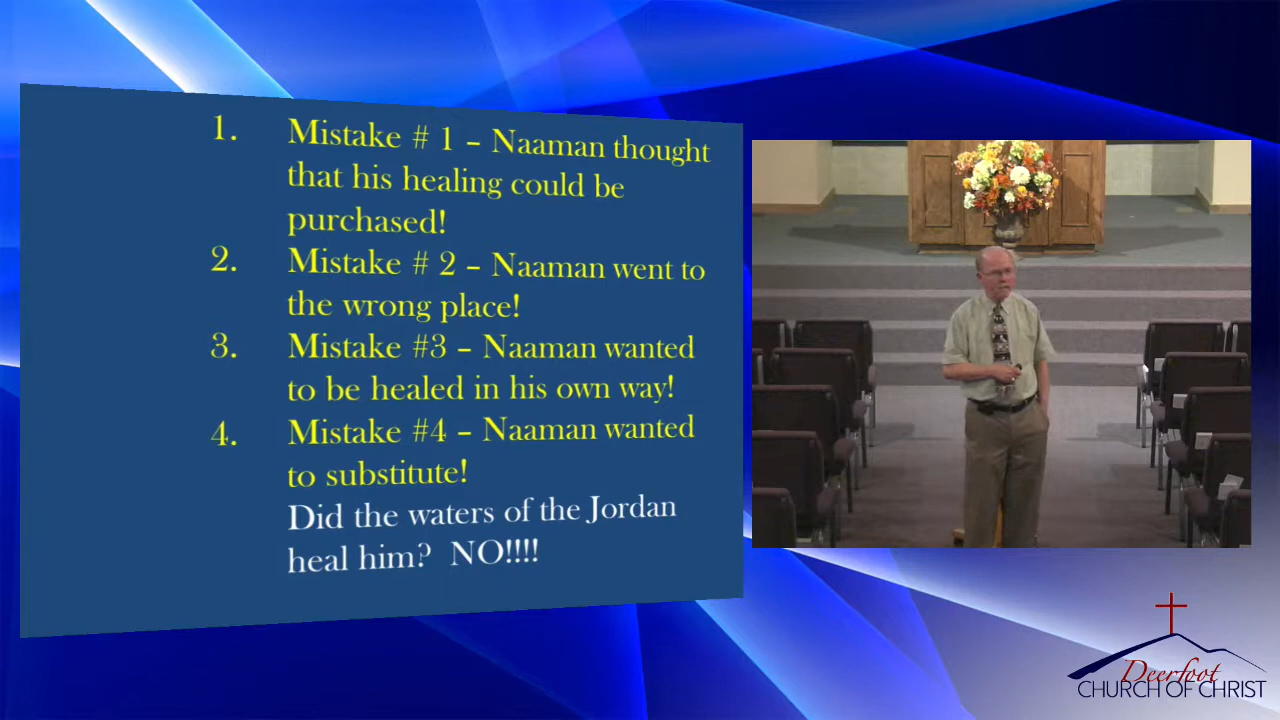 1. Mistake # 1 – Naaman thought
that his healing could be
purchased!
2. Mistake # 2 – Naaman went to
the wrong place!
3. Mistake #3 – Naaman wanted
to be healed in his own way!
4. Mistake #4 – Naaman wanted
to substitute!
Did the waters of the Jordan
heal him? NO!!!!
Deerfoot
CHURCH OF CHRIST